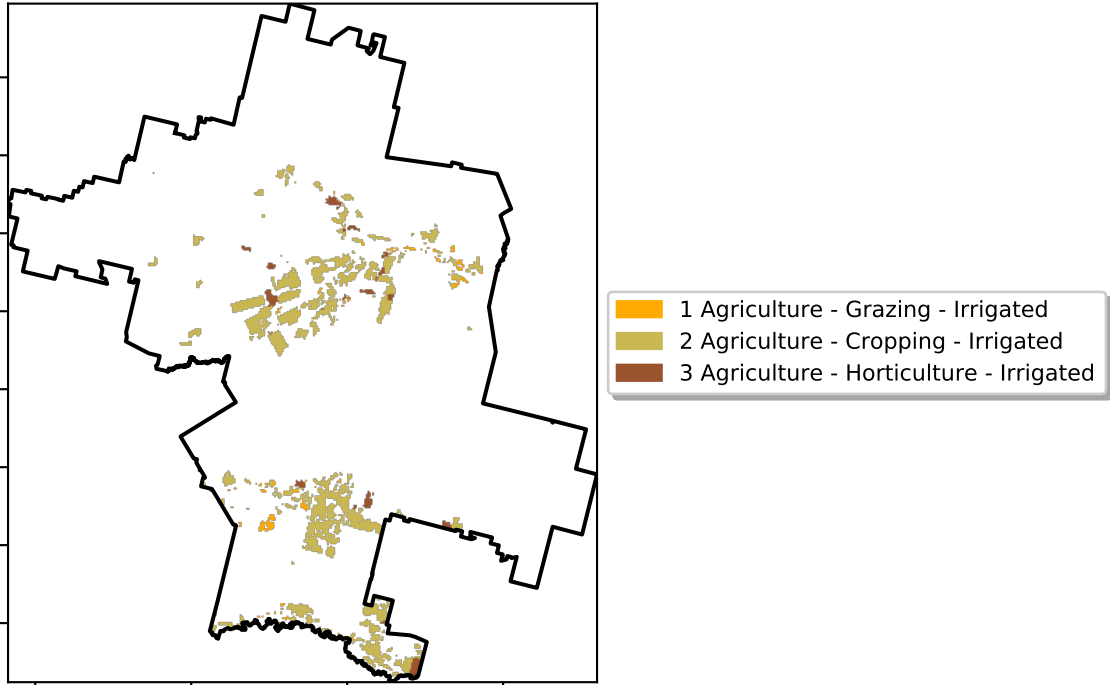 1 Agriculture - Grazing - Irrigated
2 Agriculture - Cropping - Irrigated
3 Agriculture - Horticulture - Irrigated